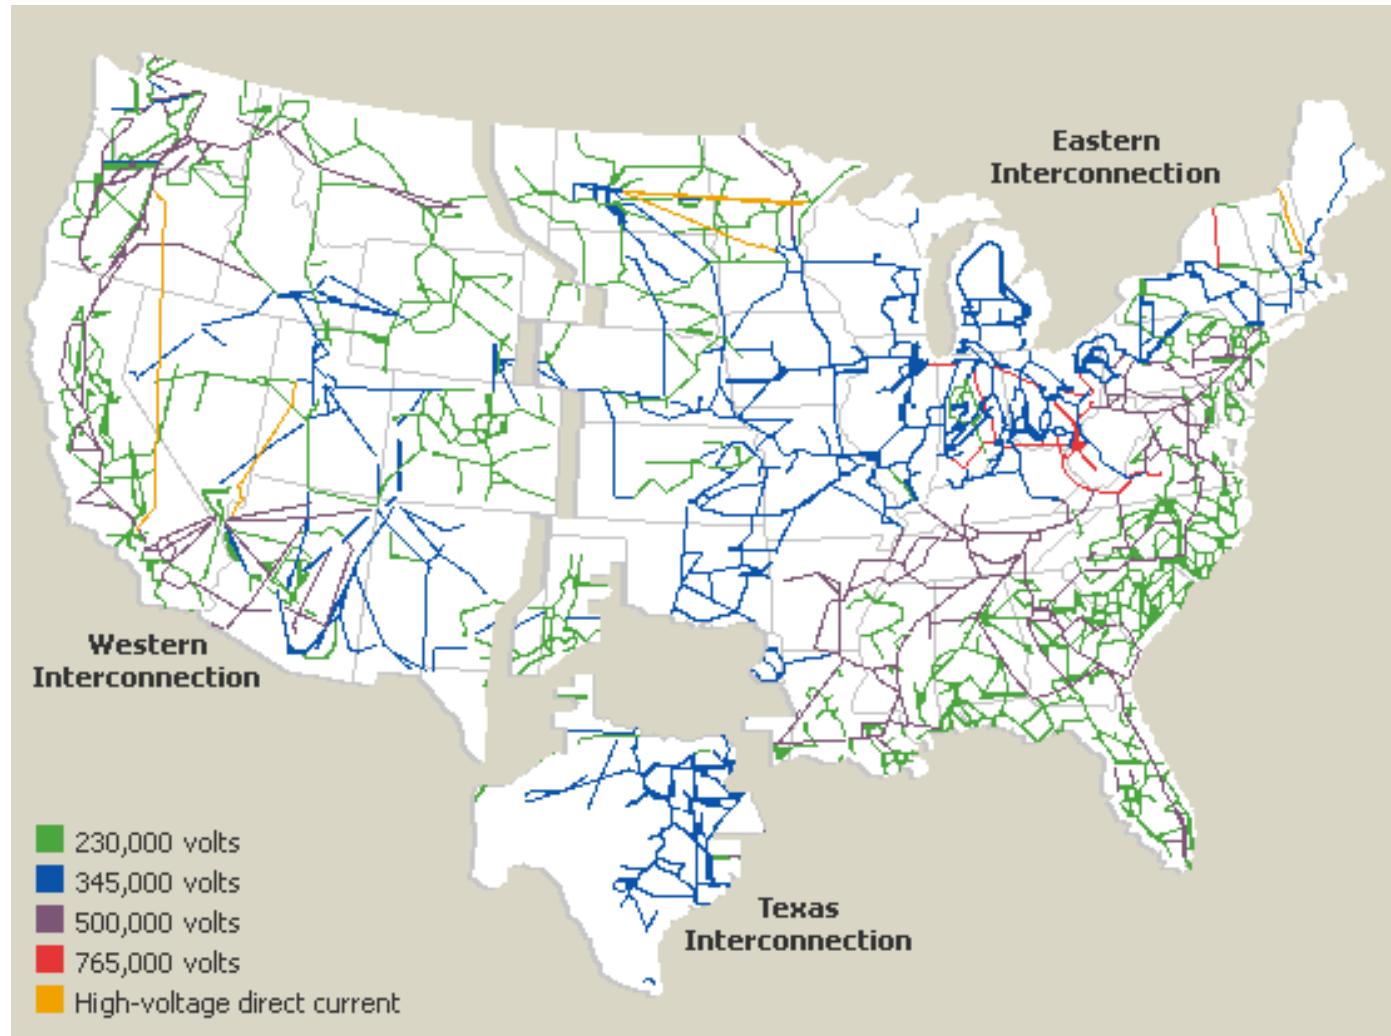 Eastern
Interconnection
Western
Interconnection
Texas
Interconnection
230,000 volts
345,000 volts
500,000 volts
765,000 volts
High-voltage direct current